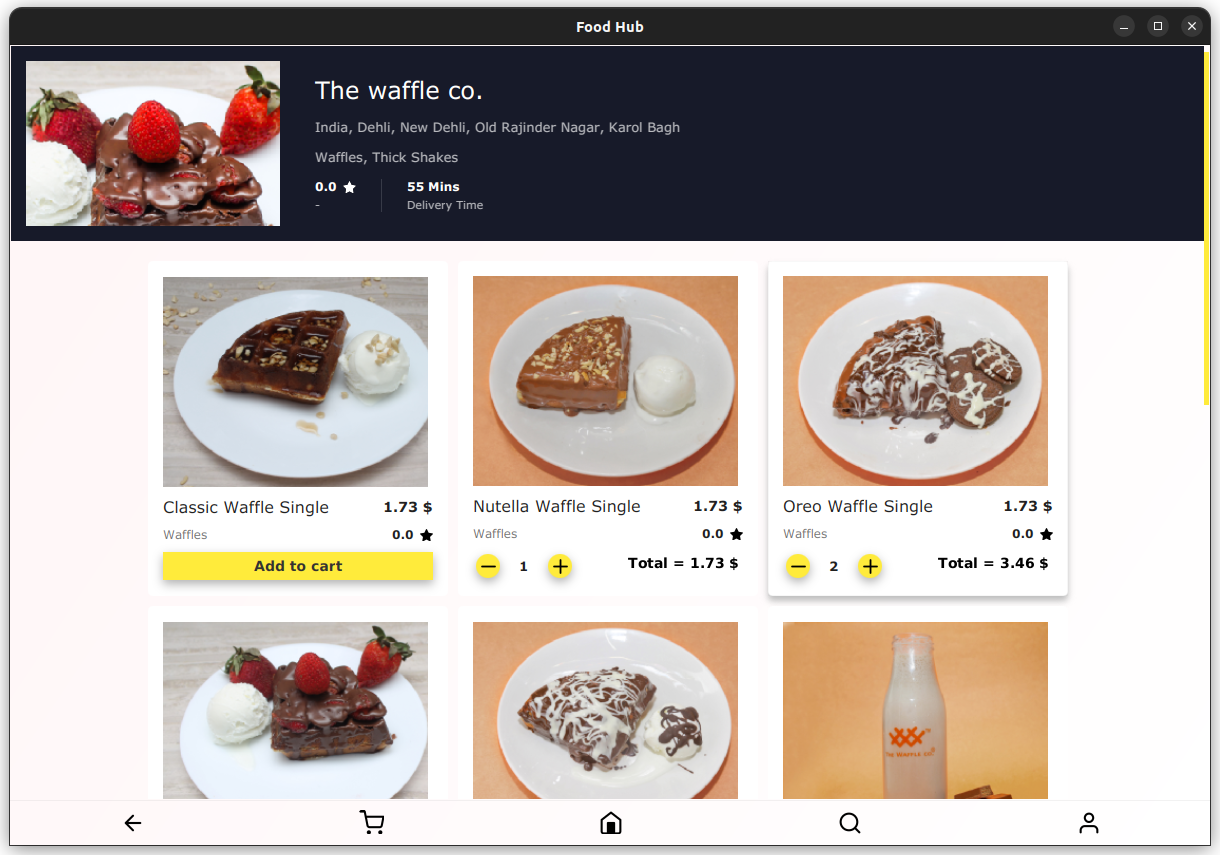 Food Hub
The waffle co.
India, Dehli, New Dehli, Old Rajinder Nagar, Karol Bagh
Waffles, Thick Shakes
0.0 55 Mins
- Delivery Time
Classic Waffle Single 1.73 $
Waffles 0.0
Add to cart
Nutella Waffle Single 1.73 $
Waffles 0.0
1 Total = 1.73 $
Oreo Waffle Single 1.73 $
Waffles 0.0
2 Total = 3.46 $
THE WAFFLE CO.